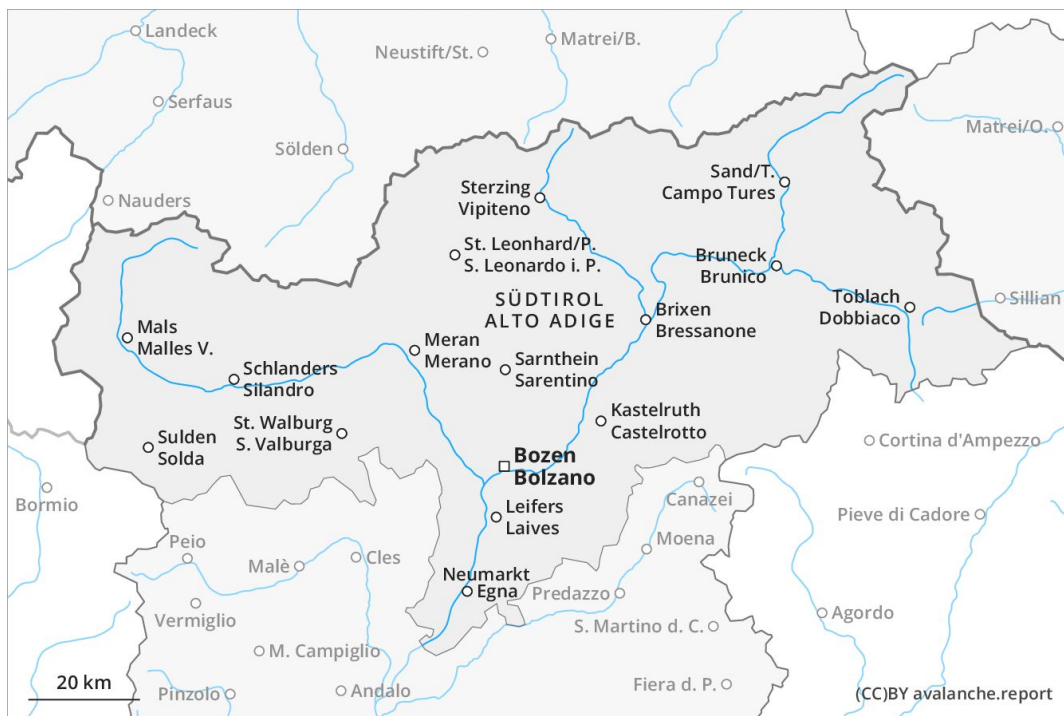 Landeck
Neustift/St.
Matrei/B.
Serfaus
Matrei/O.
Sölden
Sand/T.
Campo Tures
Sterzing
Vipiteno
Nauders
St. Leonhard/P.
S. Leonardo i. P.
Bruneck
Brunico
SÜDTIROL
ALTO ADIGE
Toblach
Dobbiaco
Sillian
Brixen
Bressanone
Mals
Malles V.
Meran
Merano
Sarnthein
Sarentino
Schlanders
Silandro
Kastelruth
Castelrotto
St. Walburg
S. Valburga
Sulden
Solda
Cortina d'Ampezzo
Bozen
Bolzano
Bormio
Canazei
Leifers
Laives
Pieve di Cadore
Moena
Peio
Malè
Cles
Neumarkt
Egna
Predazzo
Vermiglio
Agordo
S. Martino d. C.
M. Campiglio
20 km
Pinzolo
Andalo
Fiera d. P.
(CC)BY avalanche.report